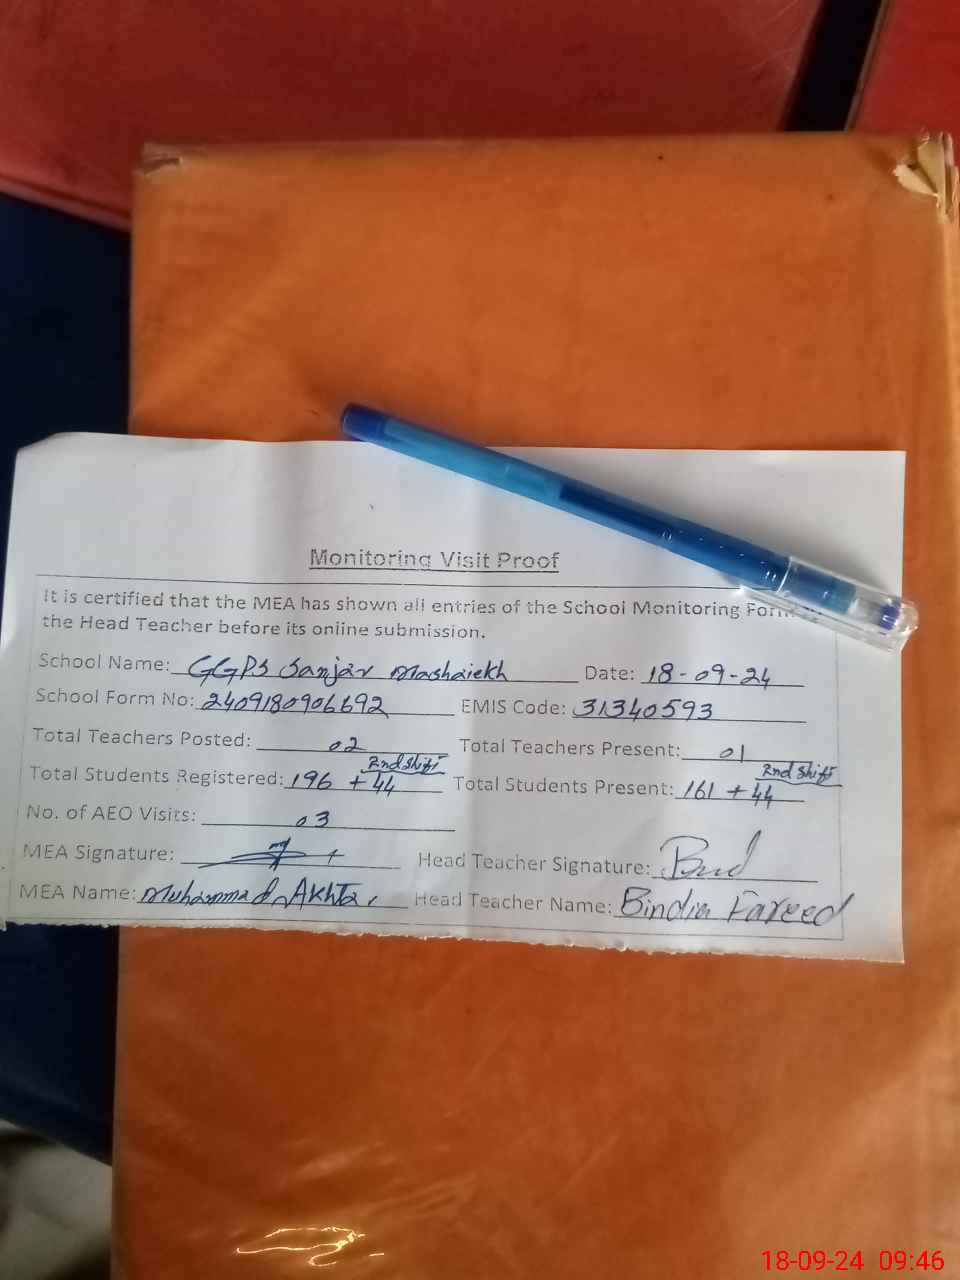 Monitoring Visit Proof
It is certified that the MEA has shown all entries of the School Monitoring Form
the Head Teacher before its online submission.
School Name: GGPS Sanjar Mashaiekh Date: 18-09-24
School Form No: 2409180906692 EMIS Code: 31340593
Total Teachers Posted: 02 Total Teachers Present: 01
Total Students Registered: 196 + 44 2nd Shift Total Students Present: 161 + 44 2nd Shift
No. of AEO Visits: 03
MEA Signature: Head Teacher Signature:
MEA Name: Muhammad Akhtar Head Teacher Name: Bindia Fareed
18-09-24 09:46